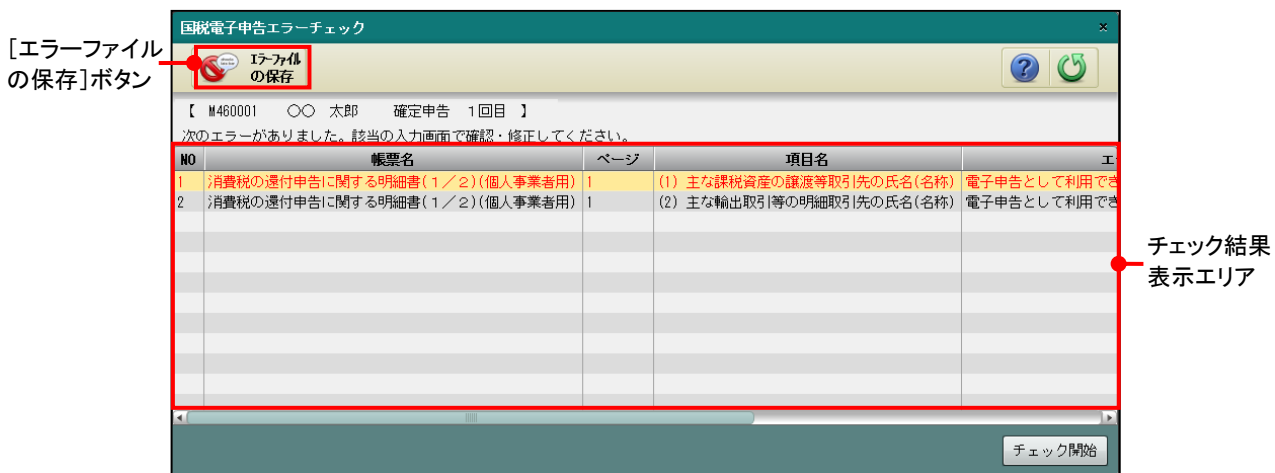 国税電子申告エラーチェック
[エラーファイル
の保存]ボタン
ｴﾗｰﾌｧｲﾙ
の保存
【 M460001 〇〇 太郎 確定申告 1回目 】
次のエラーがありました。該当の入力画面で確認・修正してください。
NO 帳票名 ページ 項目名 エ
1 消費税の還付申告に関する明細書(１／２)(個人事業者用) 1 (1) 主な課税資産の譲渡等取引先の氏名(名称) 電子申告として利用でき
2 消費税の還付申告に関する明細書(１／２)(個人事業者用) 1 (2) 主な輸出取引等の明細取引先の氏名(名称) 電子申告として利用でき
チェック結果
表示エリア
チェック開始